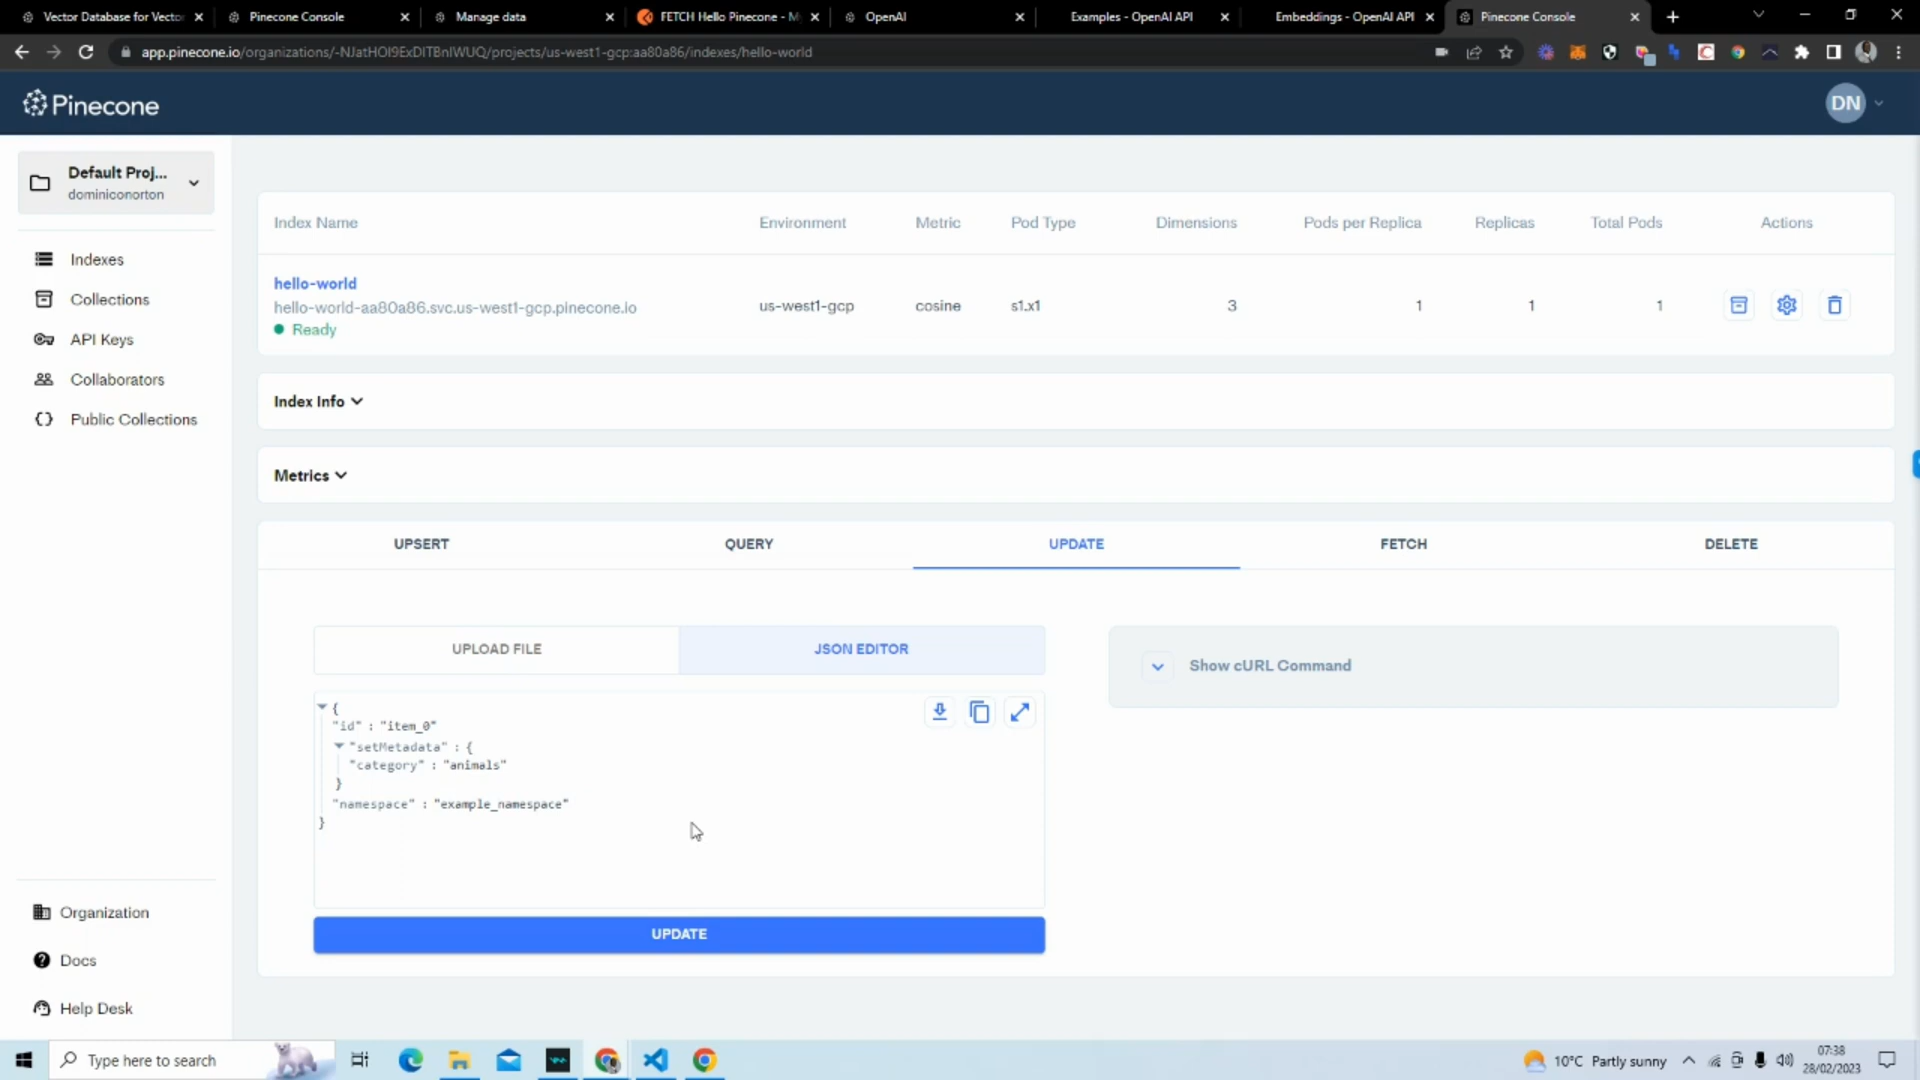 Vector Database for Vector
Pinecone Console
Manage data
FETCH Hello Pinecone - M
OpenAI
Examples - OpenAI API
Embeddings - OpenAI API
Pinecone Console
app.pinecone.io/organizations/-NJatHOI9ExDITBnIWUQ/projects/us-west1-gcp:aa80a86/indexes/hello-world
Pinecone
DN
Default Proj...
dominiconorton
Indexes
Collections
API Keys
Collaborators
Public Collections
Organization
Docs
Help Desk
Index Name Environment Metric Pod Type Dimensions Pods per Replica Replicas Total Pods Actions
hello-world
hello-world-aa80a86.svc.us-west1-gcp.pinecone.io us-west1-gcp cosine s1.x1 3 1 1 1
Ready
Index Info
Metrics
UPSERT QUERY UPDATE FETCH DELETE
UPLOAD FILE JSON EDITOR
Show cURL Command
{
"id" : "item_0"
"setMetadata" : {
"category" : "animals"
}
"namespace" : "example_namespace"
}
UPDATE
Type here to search
10°C Partly sunny
07:38
28/02/2023